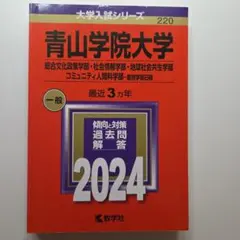 大学入試シリーズ
220
青山学院大学
総合文化政策学部・社会情報学部・地球社会共生学部
コミュニティ人間科学部-個別学部日程
一般
最近3ヵ年
傾向と対策
過去問
解答
2024
教学社